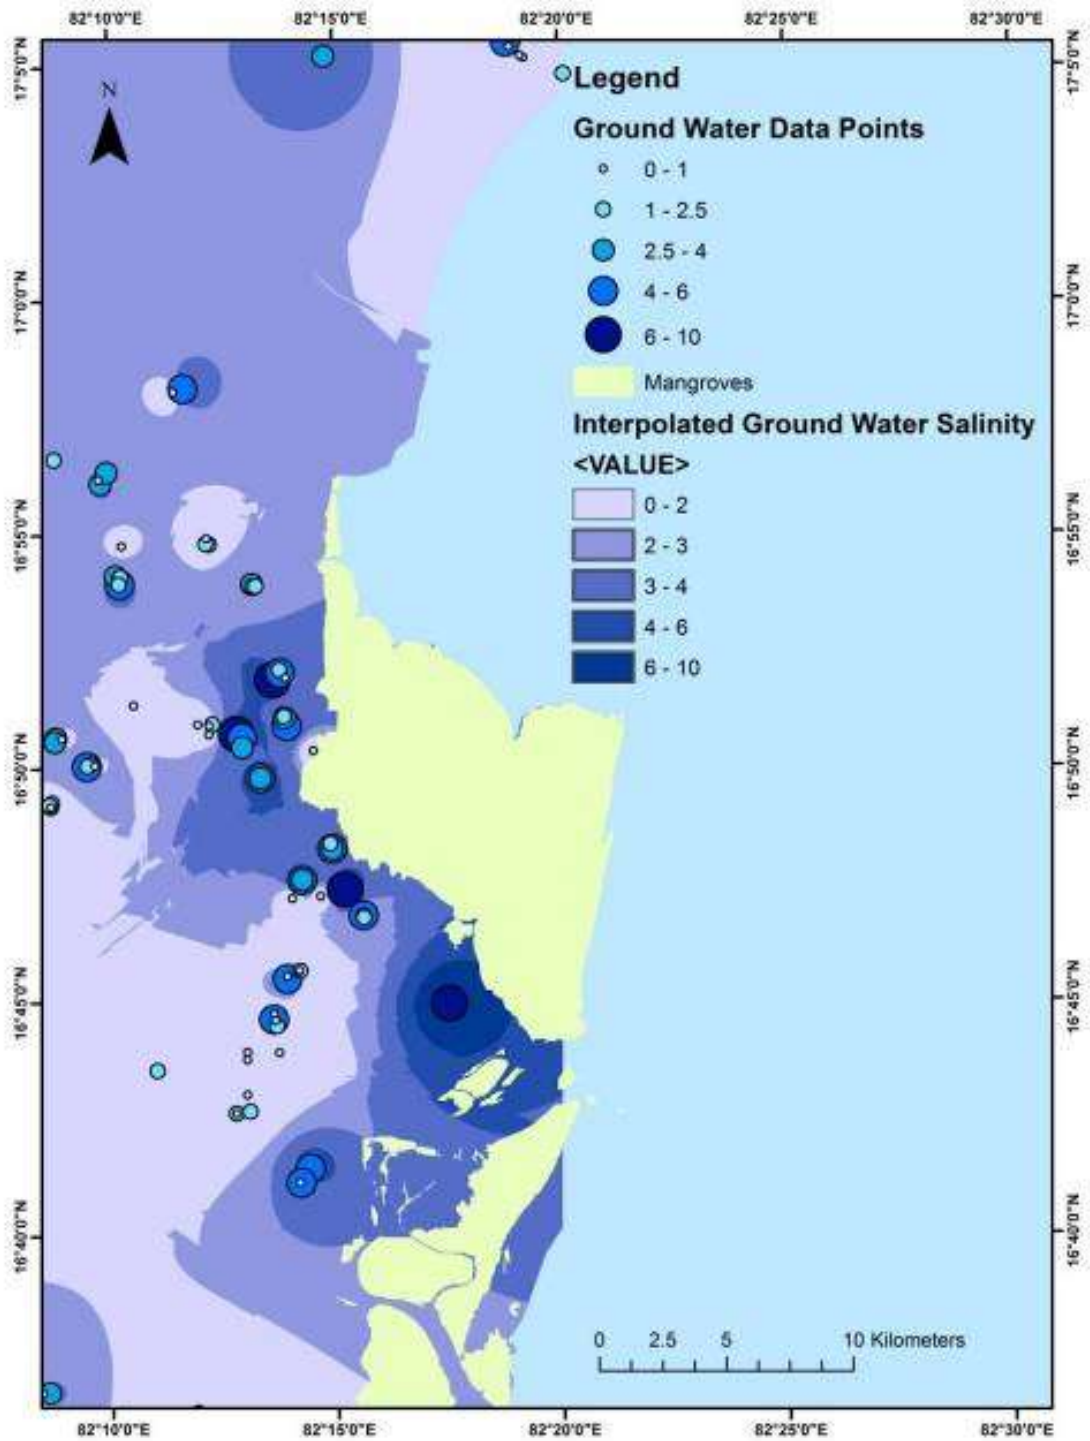 82°10'0"E 82°15'0"E 82°20'0"E 82°25'0"E 82°30'0"E
17°5'0"N 17°5'0"N
N
Legend
Ground Water Data Points
0 - 1
1 - 2.5
2.5 - 4
4 - 6
6 - 10
Mangroves
Interpolated Ground Water Salinity
<VALUE>
0 - 2
2 - 3
3 - 4
4 - 6
6 - 10
17°0'0"N 17°0'0"N
16°55'0"N 16°55'0"N
16°50'0"N 16°50'0"N
16°45'0"N 16°45'0"N
16°40'0"N 16°40'0"N
0 2.5 5 10 Kilometers
82°10'0"E 82°15'0"E 82°20'0"E 82°25'0"E 82°30'0"E